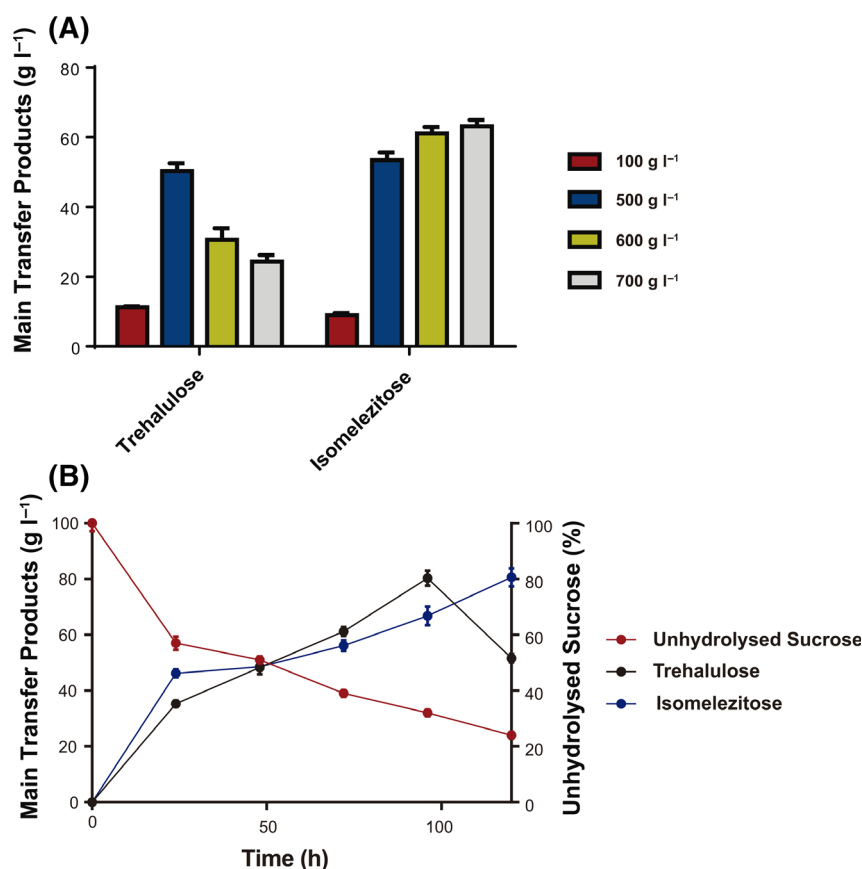 (A)
Main Transfer Products (g l⁻¹)
80
60
40
20
0
Trehalulose
Isomelezitose
100 g l⁻¹
500 g l⁻¹
600 g l⁻¹
700 g l⁻¹
(B)
Main Transfer Products (g l⁻¹)
100
80
60
40
20
0
0
50
100
Time (h)
100
80
60
40
20
0
Unhydrolysed Sucrose (%)
Unhydrolysed Sucrose
Trehalulose
Isomelezitose